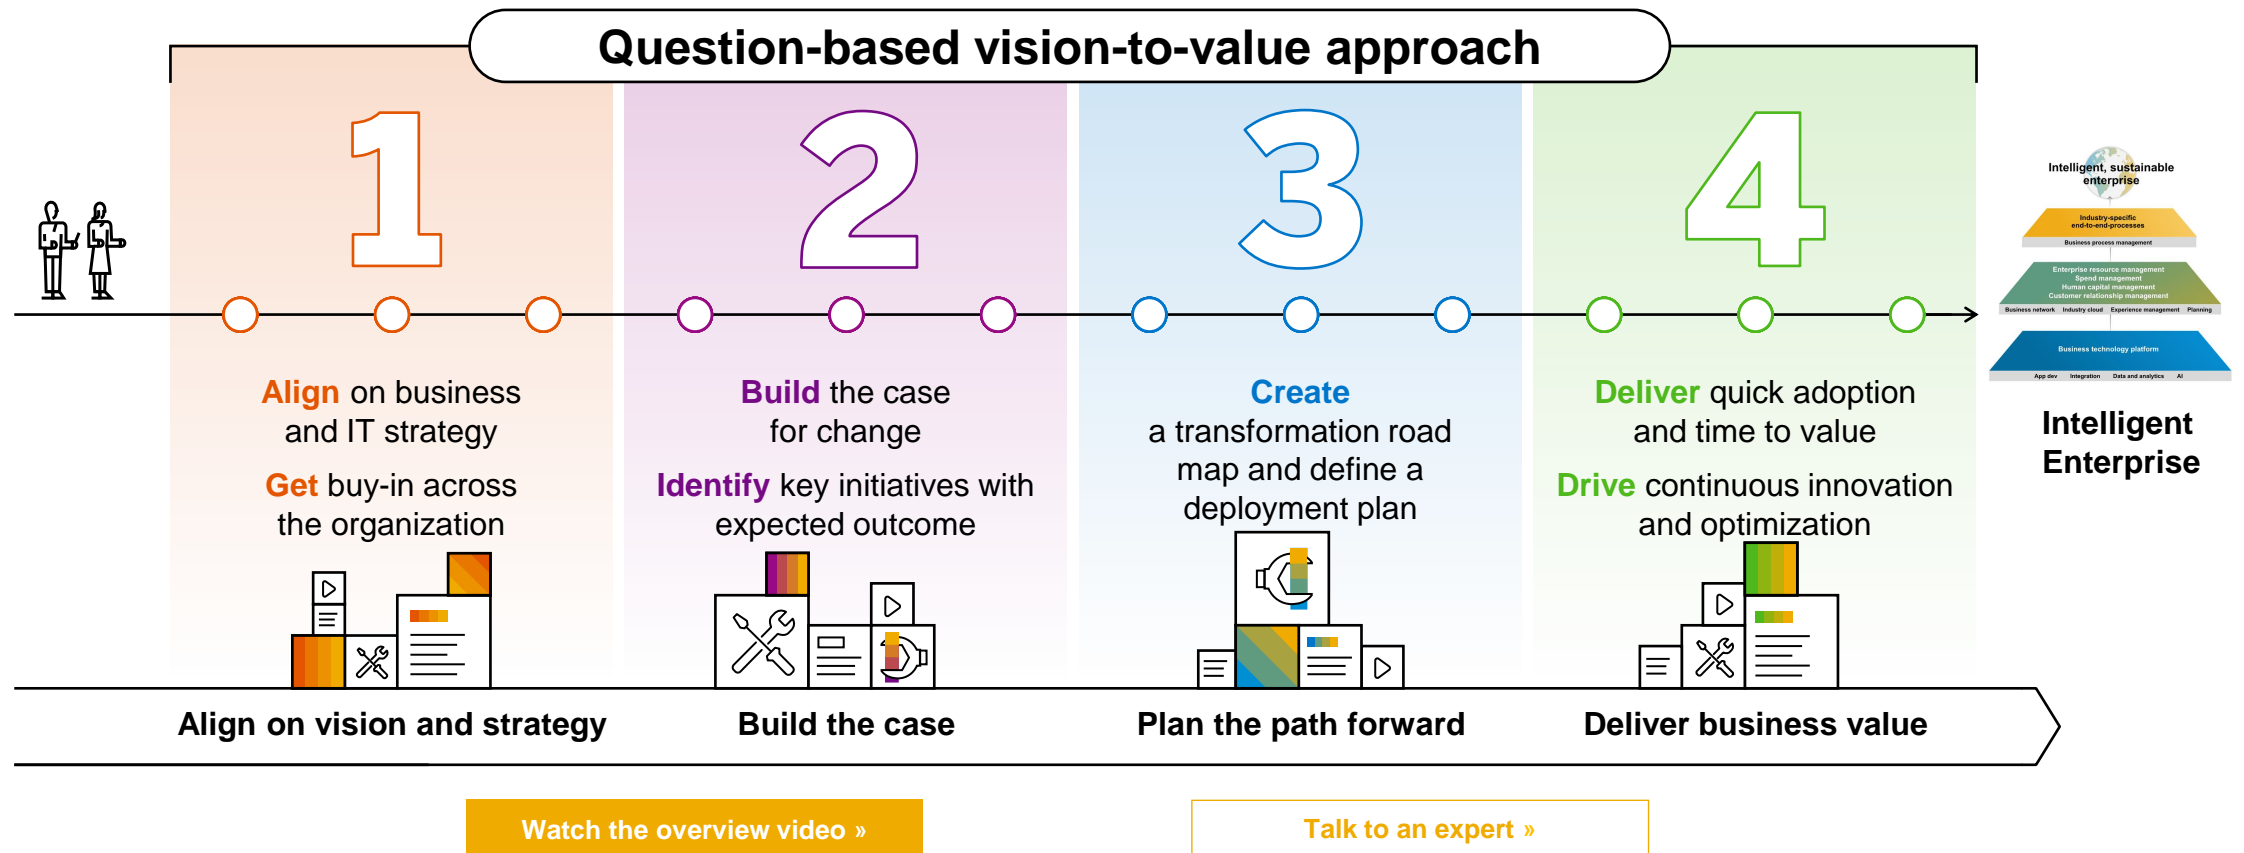 Question-based vision-to-value approach
1
2
3
4
Align on business
and IT strategy
Get buy-in across
the organization
Build the case
for change
Identify key initiatives with
expected outcome
Create
a transformation road
map and define a
deployment plan
Deliver quick adoption
and time to value
Drive continuous innovation
and optimization
Intelligent, sustainable
enterprise
Industry-specific
end-to-end-processes
Business process management
Enterprise resource management
Spend management
Human capital management
Customer relationship management
Business network Industry cloud Experience management Planning
Business technology platform
App dev Integration Data and analytics AI
Intelligent
Enterprise
Align on vision and strategy
Build the case
Plan the path forward
Deliver business value
Watch the overview video »
Talk to an expert »